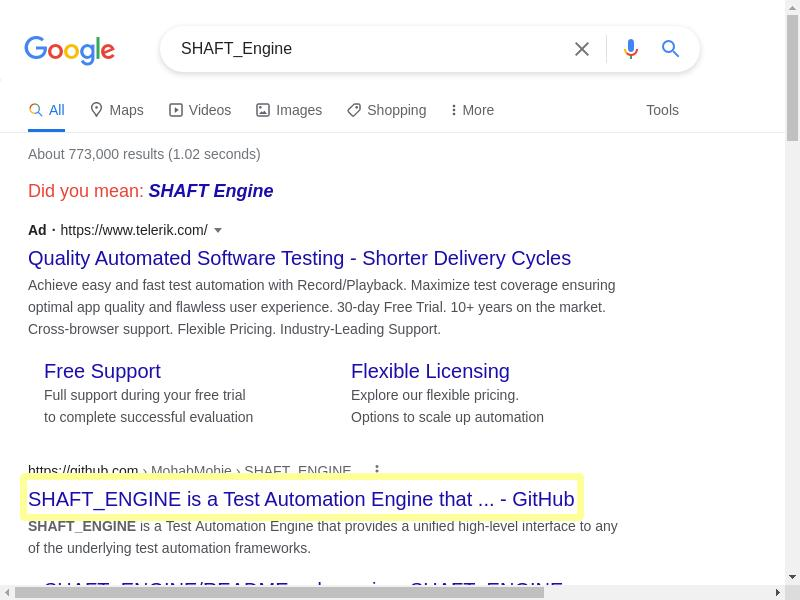 Google
SHAFT_Engine
All Maps Videos Images Shopping More Tools
About 773,000 results (1.02 seconds)
Did you mean: SHAFT Engine
Ad · https://www.telerik.com/
Quality Automated Software Testing - Shorter Delivery Cycles
Achieve easy and fast test automation with Record/Playback. Maximize test coverage ensuring
optimal app quality and flawless user experience. 30-day Free Trial. 10+ years on the market.
Cross-browser support. Flexible Pricing. Industry-Leading Support.
Free Support
Full support during your free trial
to complete successful evaluation
Flexible Licensing
Explore our flexible pricing.
Options to scale up automation
https://github.com › MohabMohie › SHAFT_ENGINE
SHAFT_ENGINE is a Test Automation Engine that ... - GitHub
SHAFT_ENGINE is a Test Automation Engine that provides a unified high-level interface to any
of the underlying test automation frameworks.